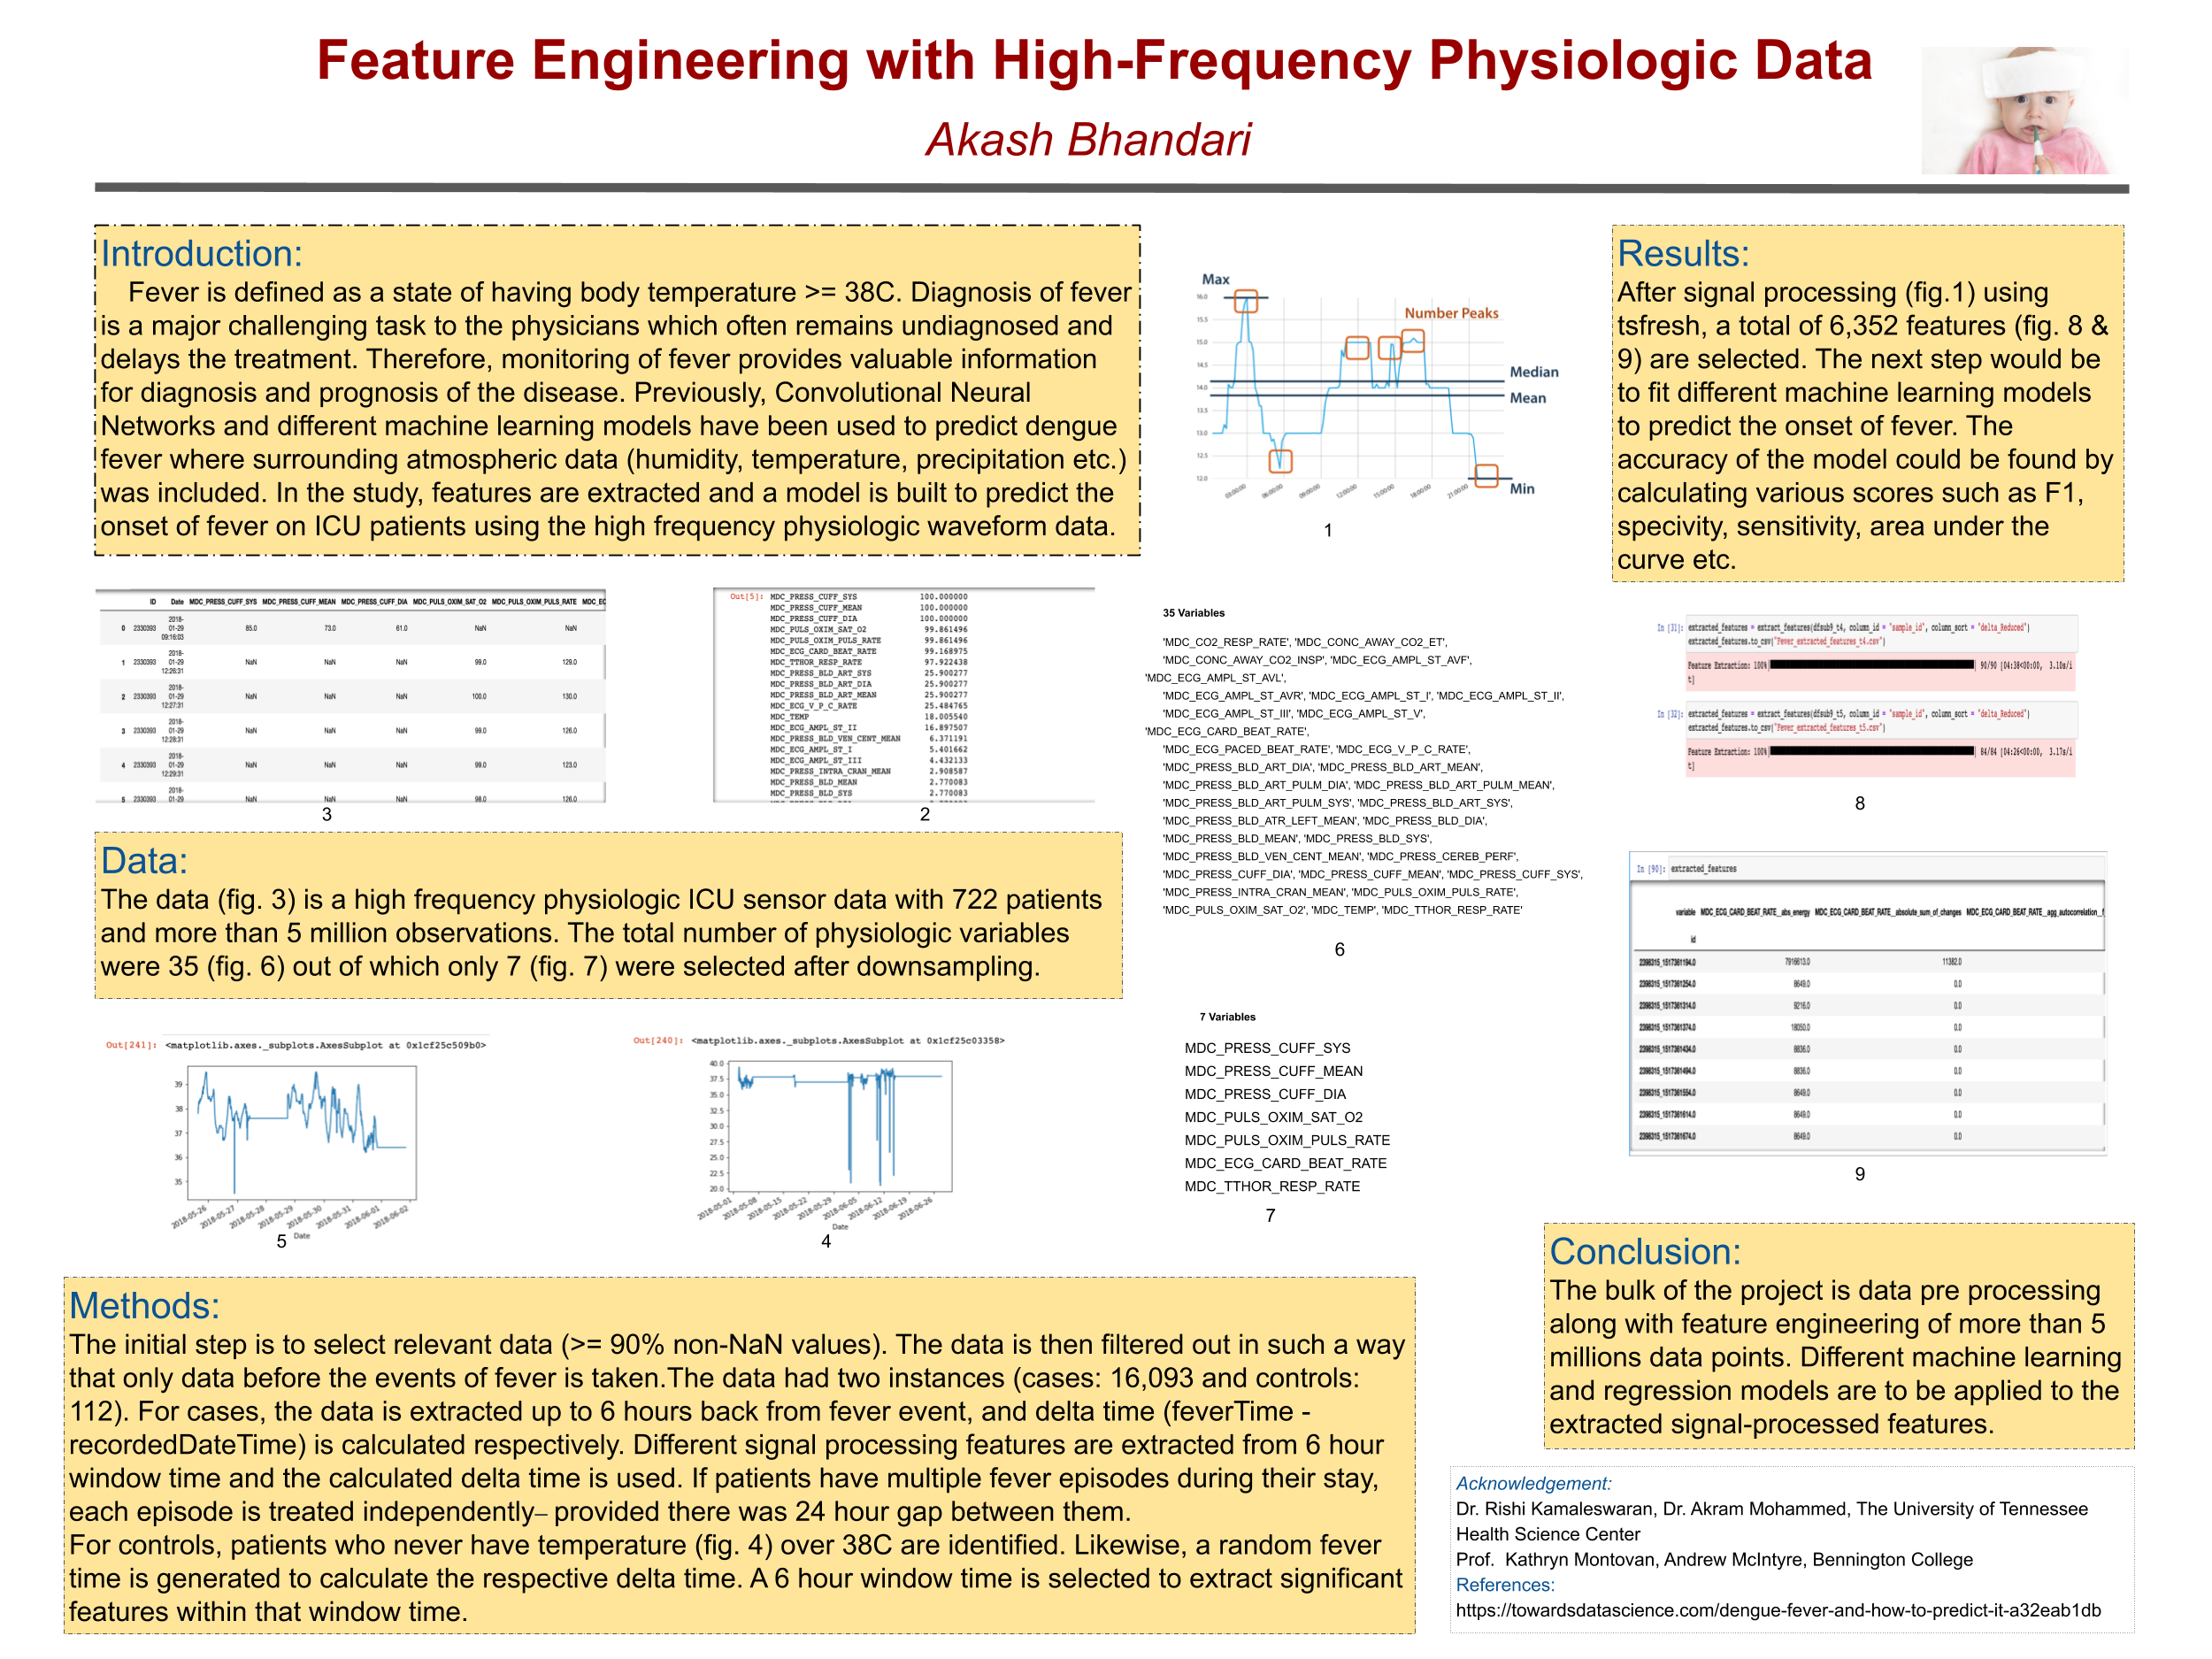 Feature Engineering with High-Frequency Physiologic Data
Akash Bhandari
Introduction:
Fever is defined as a state of having body temperature >= 38C. Diagnosis of fever
is a major challenging task to the physicians which often remains undiagnosed and
delays the treatment. Therefore, monitoring of fever provides valuable information
for diagnosis and prognosis of the disease. Previously, Convolutional Neural
Networks and different machine learning models have been used to predict dengue
fever where surrounding atmospheric data (humidity, temperature, precipitation etc.)
was included. In the study, features are extracted and a model is built to predict the
onset of fever on ICU patients using the high frequency physiologic waveform data.
ID Date MDC_PRESS_CUFF_SYS MDC_PRESS_CUFF_MEAN MDC_PRESS_CUFF_DIA MDC_PULS_OXIM_SAT_O2 MDC_PULS_OXIM_PULS_RATE MDC_EC
0 2330393 2018-01-29 09:16:03 85.0 73.0 61.0 NaN NaN
1 2330393 2018-01-29 12:26:31 NaN NaN NaN 99.0 129.0
2 2330393 2018-01-29 12:27:31 NaN NaN NaN 100.0 130.0
3 2330393 2018-01-29 12:28:31 NaN NaN NaN 99.0 126.0
4 2330393 2018-01-29 12:29:31 NaN NaN NaN 99.0 123.0
5 2330393 2018-01-29 NaN NaN NaN 98.0 126.0
3
Out[5]: MDC_PRESS_CUFF_SYS 100.000000
MDC_PRESS_CUFF_MEAN 100.000000
MDC_PRESS_CUFF_DIA 100.000000
MDC_PULS_OXIM_SAT_O2 99.861496
MDC_PULS_OXIM_PULS_RATE 99.861496
MDC_ECG_CARD_BEAT_RATE 99.168975
MDC_TTHOR_RESP_RATE 97.922438
MDC_PRESS_BLD_ART_SYS 25.900277
MDC_PRESS_BLD_ART_DIA 25.900277
MDC_PRESS_BLD_ART_MEAN 25.900277
MDC_ECG_V_P_C_RATE 25.484765
MDC_TEMP 18.005540
MDC_ECG_AMPL_ST_II 16.897507
MDC_PRESS_BLD_VEN_CENT_MEAN 6.371191
MDC_ECG_AMPL_ST_I 5.401662
MDC_ECG_AMPL_ST_III 4.432133
MDC_PRESS_INTRA_CRAN_MEAN 2.908587
MDC_PRESS_BLD_MEAN 2.770083
MDC_PRESS_BLD_SYS 2.770083
2
Data:
The data (fig. 3) is a high frequency physiologic ICU sensor data with 722 patients
and more than 5 million observations. The total number of physiologic variables
were 35 (fig. 6) out of which only 7 (fig. 7) were selected after downsampling.
Out[241]: <matplotlib.axes._subplots.AxesSubplot at 0x1cf25c509b0>
39
38
37
36
35
2018-05-26 2018-05-27 2018-05-28 2018-05-29 2018-05-30 2018-05-31 2018-06-01 2018-06-02
Date
5
Out[240]: <matplotlib.axes._subplots.AxesSubplot at 0x1cf25c03358>
40.0
37.5
35.0
32.5
30.0
27.5
25.0
22.5
20.0
2018-05-01 2018-05-08 2018-05-15 2018-05-22 2018-05-29 2018-06-05 2018-06-12 2018-06-19 2018-06-26
Date
4
Methods:
The initial step is to select relevant data (>= 90% non-NaN values). The data is then filtered out in such a way
that only data before the events of fever is taken.The data had two instances (cases: 16,093 and controls:
112). For cases, the data is extracted up to 6 hours back from fever event, and delta time (feverTime -
recordedDateTime) is calculated respectively. Different signal processing features are extracted from 6 hour
window time and the calculated delta time is used. If patients have multiple fever episodes during their stay,
each episode is treated independently– provided there was 24 hour gap between them.
For controls, patients who never have temperature (fig. 4) over 38C are identified. Likewise, a random fever
time is generated to calculate the respective delta time. A 6 hour window time is selected to extract significant
features within that window time.
Max
Number Peaks
Median
Mean
Min
16.0
15.5
15.0
14.5
14.0
13.5
13.0
12.5
12.0
03:00:00 06:00:00 09:00:00 12:00:00 15:00:00 18:00:00 21:00:00
1
35 Variables
'MDC_CO2_RESP_RATE', 'MDC_CONC_AWAY_CO2_ET',
'MDC_CONC_AWAY_CO2_INSP', 'MDC_ECG_AMPL_ST_AVF',
'MDC_ECG_AMPL_ST_AVL',
'MDC_ECG_AMPL_ST_AVR', 'MDC_ECG_AMPL_ST_I', 'MDC_ECG_AMPL_ST_II',
'MDC_ECG_AMPL_ST_III', 'MDC_ECG_AMPL_ST_V',
'MDC_ECG_CARD_BEAT_RATE',
'MDC_ECG_PACED_BEAT_RATE', 'MDC_ECG_V_P_C_RATE',
'MDC_PRESS_BLD_ART_DIA', 'MDC_PRESS_BLD_ART_MEAN',
'MDC_PRESS_BLD_ART_PULM_DIA', 'MDC_PRESS_BLD_ART_PULM_MEAN',
'MDC_PRESS_BLD_ART_PULM_SYS', 'MDC_PRESS_BLD_ART_SYS',
'MDC_PRESS_BLD_ATR_LEFT_MEAN', 'MDC_PRESS_BLD_DIA',
'MDC_PRESS_BLD_MEAN', 'MDC_PRESS_BLD_SYS',
'MDC_PRESS_BLD_VEN_CENT_MEAN', 'MDC_PRESS_CEREB_PERF',
'MDC_PRESS_CUFF_DIA', 'MDC_PRESS_CUFF_MEAN', 'MDC_PRESS_CUFF_SYS',
'MDC_PRESS_INTRA_CRAN_MEAN', 'MDC_PULS_OXIM_PULS_RATE',
'MDC_PULS_OXIM_SAT_O2', 'MDC_TEMP', 'MDC_TTHOR_RESP_RATE'
6
7 Variables
MDC_PRESS_CUFF_SYS
MDC_PRESS_CUFF_MEAN
MDC_PRESS_CUFF_DIA
MDC_PULS_OXIM_SAT_O2
MDC_PULS_OXIM_PULS_RATE
MDC_ECG_CARD_BEAT_RATE
MDC_TTHOR_RESP_RATE
7
Results:
After signal processing (fig.1) using
tsfresh, a total of 6,352 features (fig. 8 &
9) are selected. The next step would be
to fit different machine learning models
to predict the onset of fever. The
accuracy of the model could be found by
calculating various scores such as F1,
specivity, sensitivity, area under the
curve etc.
In [31]: extracted_features = extract_features(dfsub9_t4, column_id = "sample_id", column_sort = "delta_Reduced")
extracted_features.to_csv("Fever_extracted_features_t4.csv")
Feature Extraction: 100%| | 90/90 [04:38<00:00, 3.10s/i
t]
In [32]: extracted_features = extract_features(dfsub9_t5, column_id = "sample_id", column_sort = "delta_Reduced")
extracted_features.to_csv("Fever_extracted_features_t5.csv")
Feature Extraction: 100%| | 84/84 [04:26<00:00, 3.17s/i
t]
8
In [90]: extracted_features
variable MDC_ECG_CARD_BEAT_RATE__abs_energy MDC_ECG_CARD_BEAT_RATE__absolute_sum_of_changes MDC_ECG_CARD_BEAT_RATE__agg_autocorrelation__f
id
2398315_1517361194.0 7916613.0 11382.0
2398315_1517361254.0 8649.0 0.0
2398315_1517361314.0 9216.0 0.0
2398315_1517361374.0 18050.0 0.0
2398315_1517361434.0 8836.0 0.0
2398315_1517361494.0 8836.0 0.0
2398315_1517361554.0 8649.0 0.0
2398315_1517361614.0 8649.0 0.0
2398315_1517361674.0 8649.0 0.0
9
Conclusion:
The bulk of the project is data pre processing
along with feature engineering of more than 5
millions data points. Different machine learning
and regression models are to be applied to the
extracted signal-processed features.
Acknowledgement:
Dr. Rishi Kamaleswaran, Dr. Akram Mohammed, The University of Tennessee
Health Science Center
Prof. Kathryn Montovan, Andrew McIntyre, Bennington College
References:
https://towardsdatascience.com/dengue-fever-and-how-to-predict-it-a32eab1db